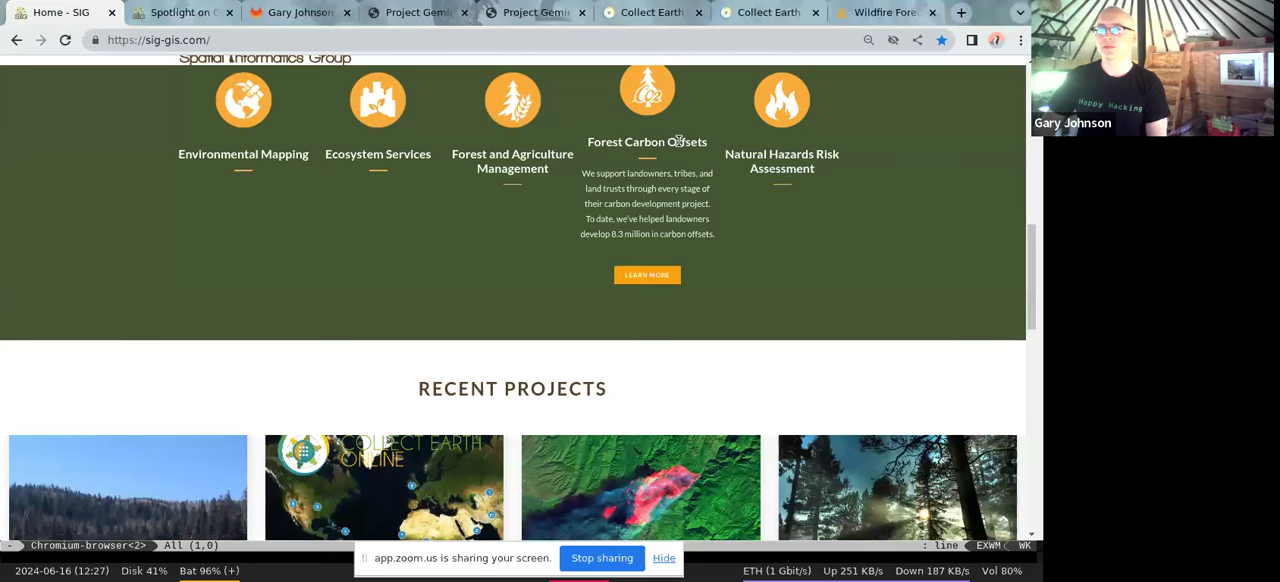 Home - SIG
Spotlight on
Gary Johnson
Project Gem
Project Gem
Collect Earth
Collect Earth
Wildfire Fore
https://sig-gis.com/
Spatial Informatics Group
Environmental Mapping
Ecosystem Services
Forest and Agriculture
Management
Forest Carbon Offsets
We support landowners, tribes, and
land trusts through every stage of
their carbon development project.
To date, we've helped landowners
develop 8.3 million in carbon offsets.
LEARN MORE
Natural Hazards Risk
Assessment
RECENT PROJECTS
COLLECT EARTH
ONLINE
Happy Hacking
Gary Johnson
- Chromium-browser<2> All (1,0)
: line EXWM WK
app.zoom.us is sharing your screen. Stop sharing Hide
2024-06-16 (12:27) Disk 41% Bat 96% (+)
ETH (1 Gbit/s) Up 251 KB/s Down 187 KB/s Vol 80%